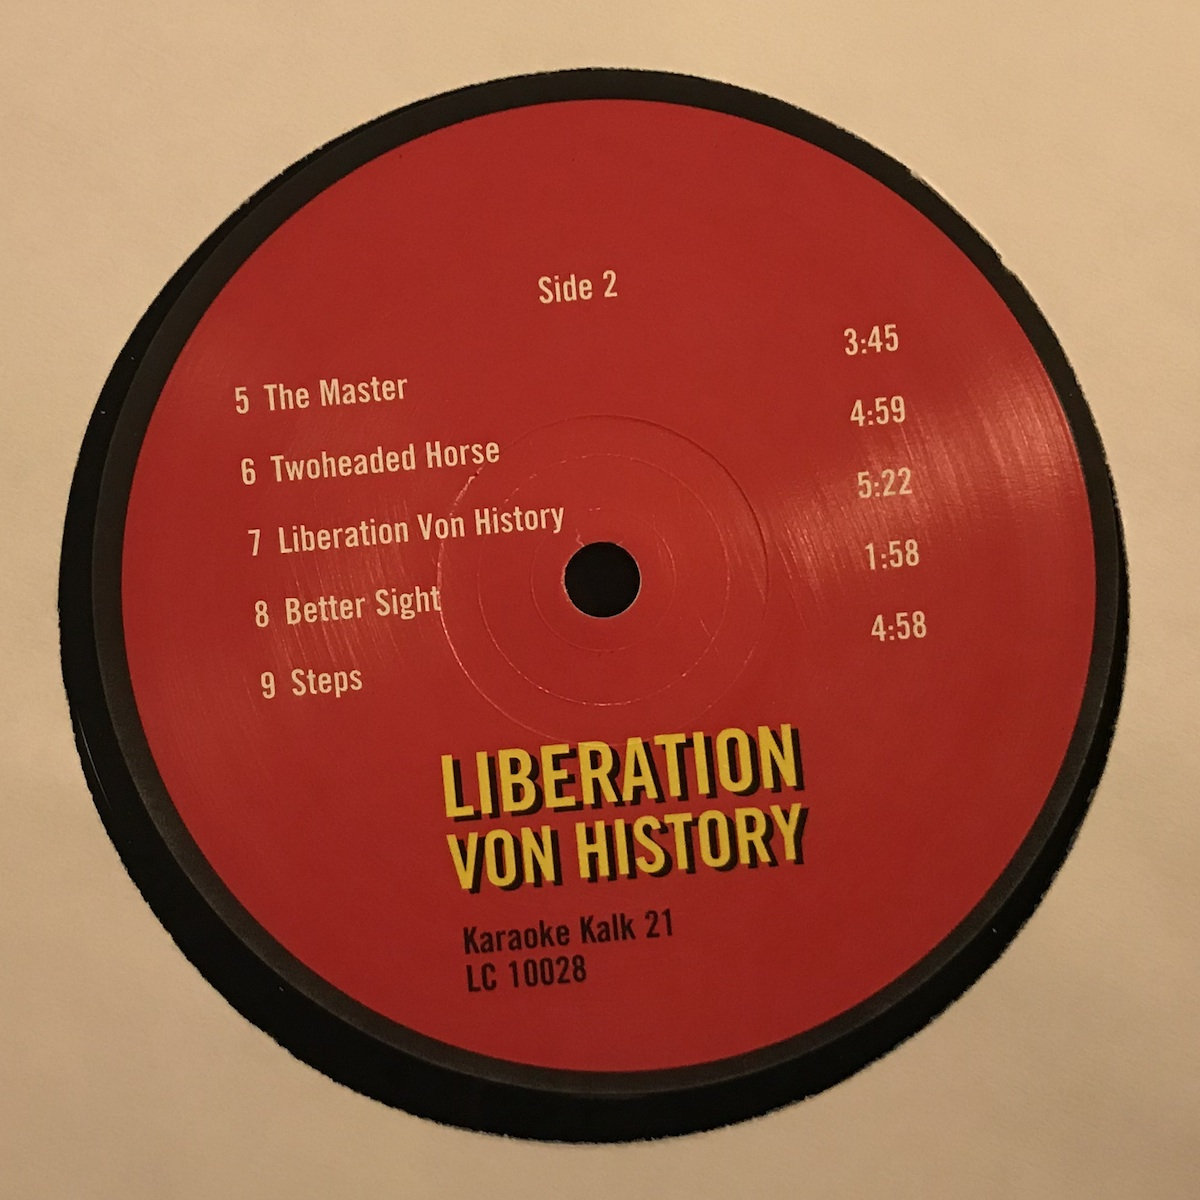 Side 2
5 The Master 3:45
6 Twoheaded Horse 4:59
7 Liberation Von History 5:22
8 Better Sight 1:58
9 Steps 4:58
LIBERATION
VON HISTORY
Karaoke Kalk 21
LC 10028